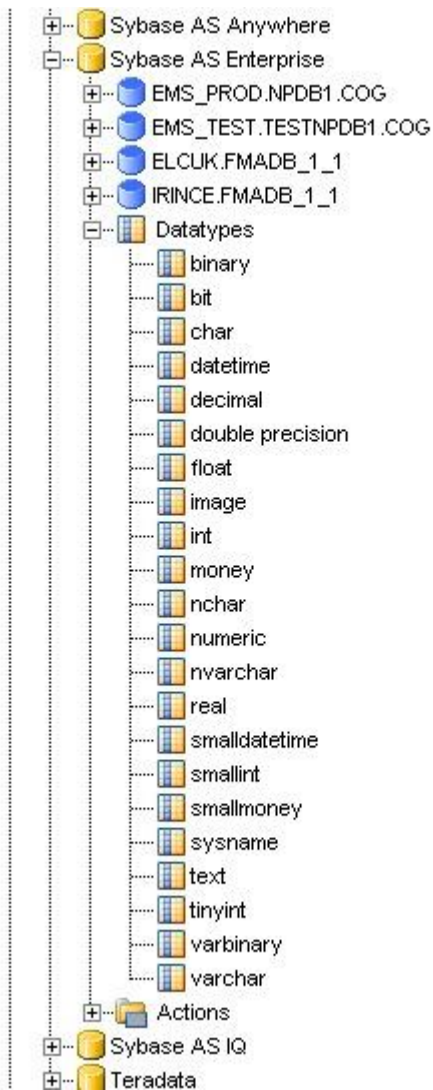 Sybase AS Anywhere
Sybase AS Enterprise
EMS_PROD.NPDB1.COG
EMS_TEST.TESTNPDB1.COG
ELCUK.FMADB_1_1
IRINCE.FMADB_1_1
Datatypes
binary
bit
char
datetime
decimal
double precision
float
image
int
money
nchar
numeric
nvarchar
real
smalldatetime
smallint
smallmoney
sysname
text
tinyint
varbinary
varchar
Actions
Sybase AS IQ
Teradata